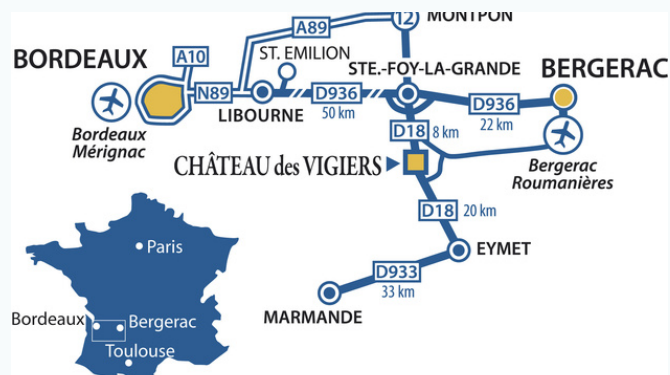 12
MONTPON
A89
BORDEAUX
A10
ST. EMILION
STE.-FOY-LA-GRANDE
BERGERAC
N89
D936
50 km
LIBOURNE
D936
22 km
Bordeaux
Mérignac
D18
8 km
Bergerac
Roumanières
CHÂTEAU des VIGIERS
D18
20 km
EYMET
D933
33 km
MARMANDE
Paris
Bordeaux
Bergerac
Toulouse